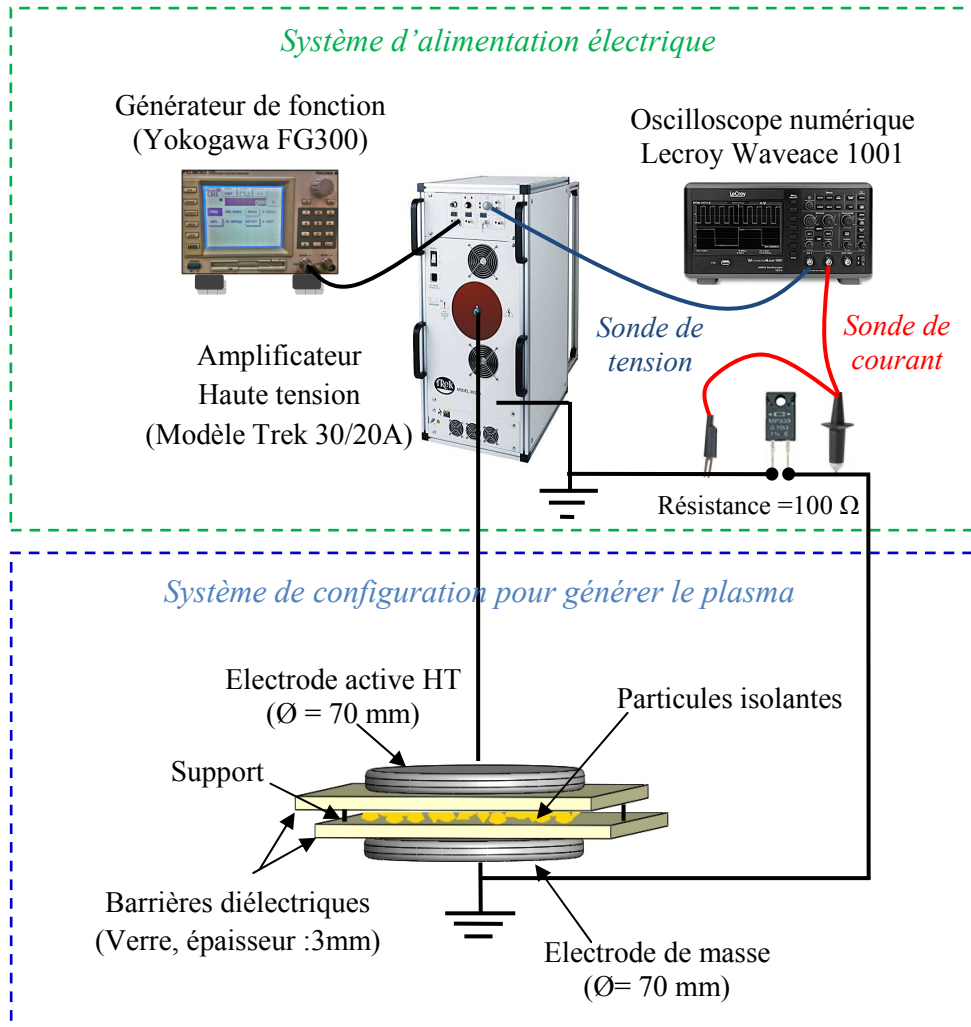 Système d'alimentation électrique
Générateur de fonction
(Yokogawa FG300)
Oscilloscope numérique
Lecroy Waveace 1001
LeCroy
Sonde de
tension
Sonde de
courant
Amplificateur
Haute tension
(Modèle Trek 30/20A)
TRek
Résistance =100 Ω
Système de configuration pour générer le plasma
Electrode active HT
(Ø = 70 mm)
Particules isolantes
Support
Barrières diélectriques
(Verre, épaisseur :3mm)
Electrode de masse
(Ø= 70 mm)